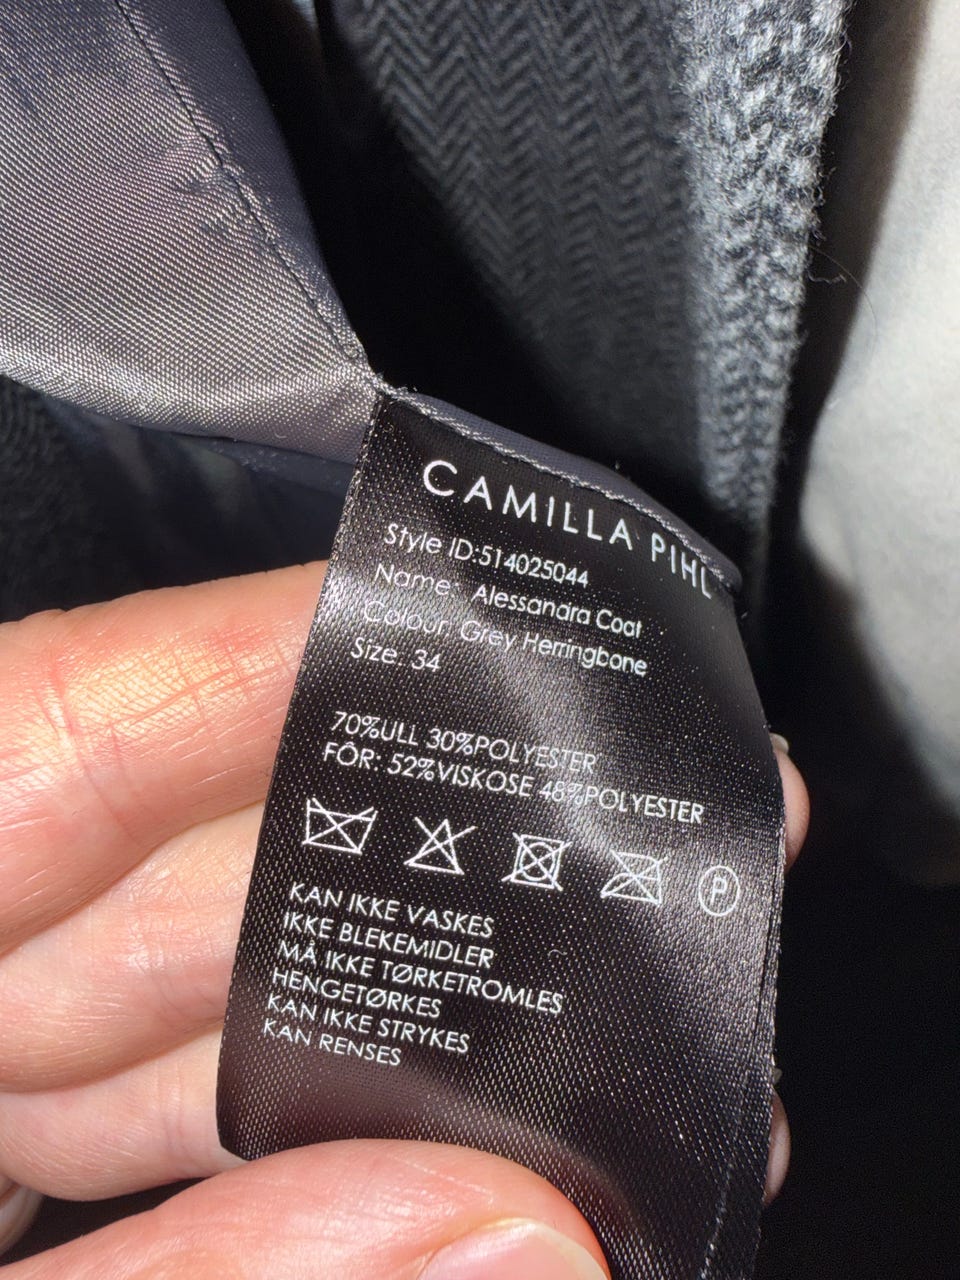 CAMILLA PIHL
Style ID:514025044
Name: Alessandra Coat
Colour: Grey Herringbone
Size: 34
70%ULL 30%POLYESTER
FÔR: 52%VISKOSE 48%POLYESTER
P
KAN IKKE VASKES
IKKE BLEKEMIDLER
MÅ IKKE TØRKETROMLES
HENGETØRKES
KAN IKKE STRYKES
KAN RENSES